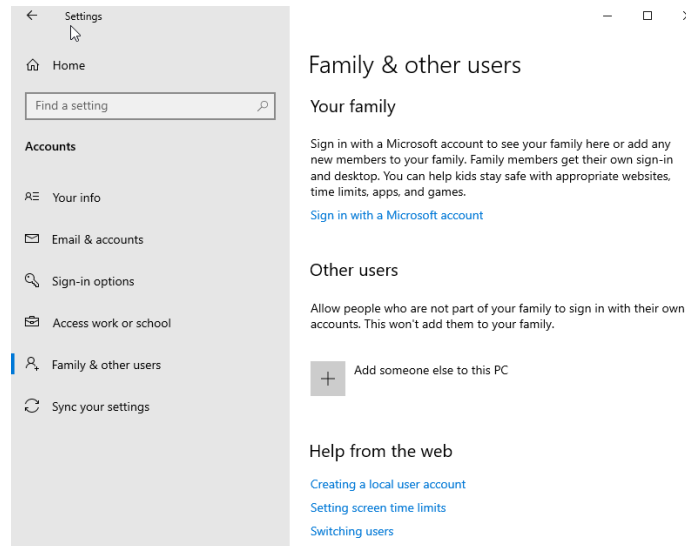 Settings
Home
Find a setting
Accounts
Your info
Email & accounts
Sign-in options
Access work or school
Family & other users
Sync your settings
Family & other users
Your family
Sign in with a Microsoft account to see your family here or add any
new members to your family. Family members get their own sign-in
and desktop. You can help kids stay safe with appropriate websites,
time limits, apps, and games.
Sign in with a Microsoft account
Other users
Allow people who are not part of your family to sign in with their own
accounts. This won't add them to your family.
Add someone else to this PC
Help from the web
Creating a local user account
Setting screen time limits
Switching users